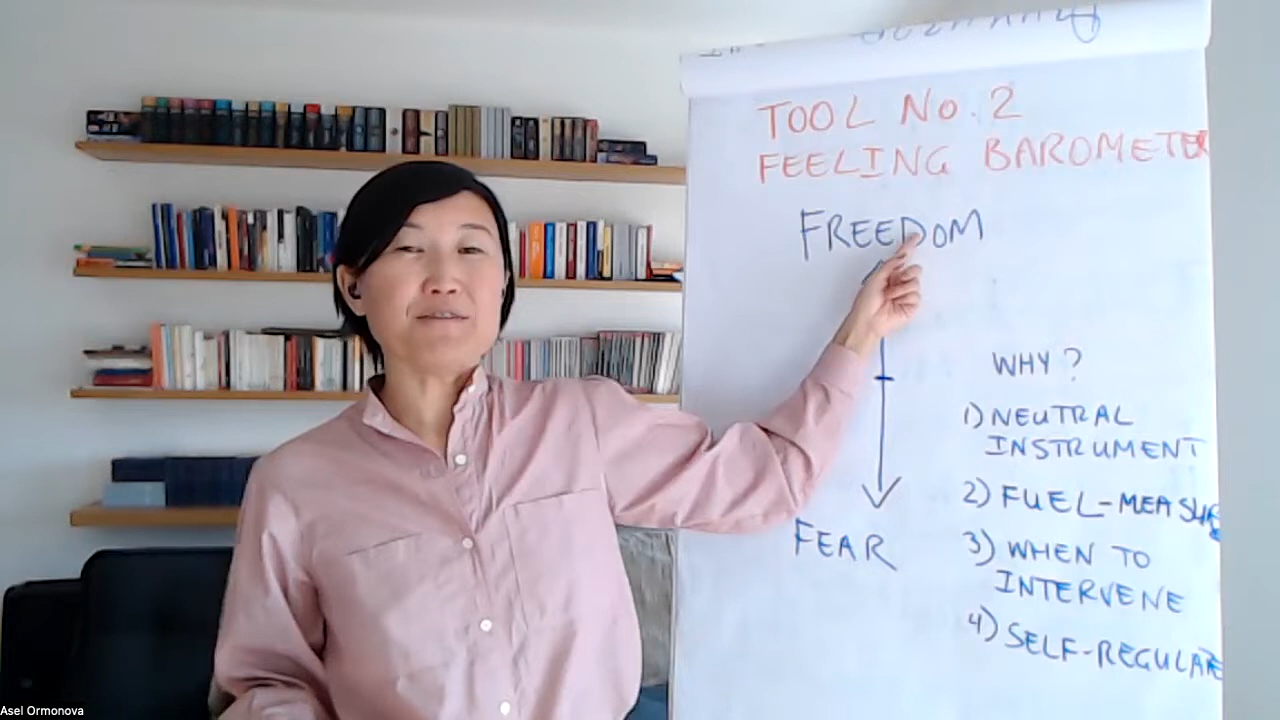 TOOL No. 2
FEELING BAROMETER
FREEDOM
WHY?
1) NEUTRAL
INSTRUMENT
2) FUEL-MEASURE
3) WHEN TO
INTERVENE
4) SELF-REGULATE
FEAR
Asel Ormonova